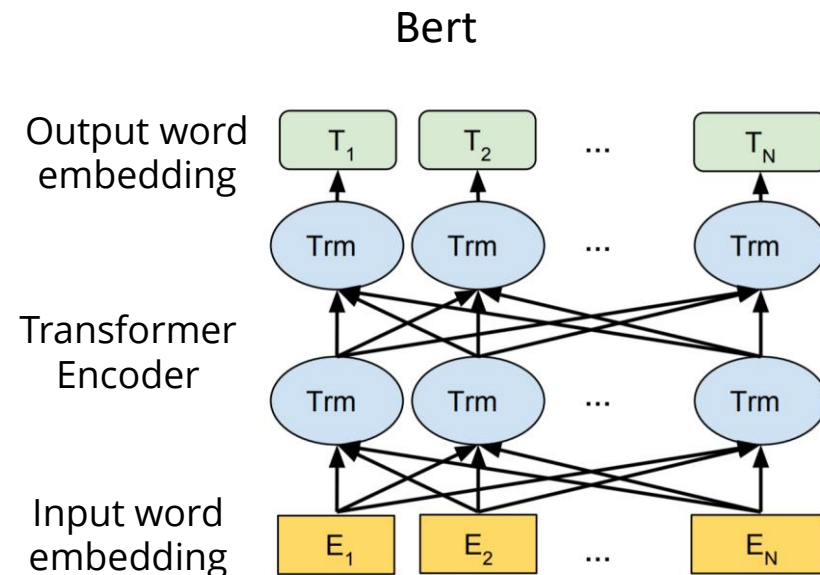 Bert
Output word
embedding
T1 T2 ... TN
Trm Trm ... Trm
Transformer
Encoder
Trm Trm ... Trm
Input word
embedding
E1 E2 ... EN